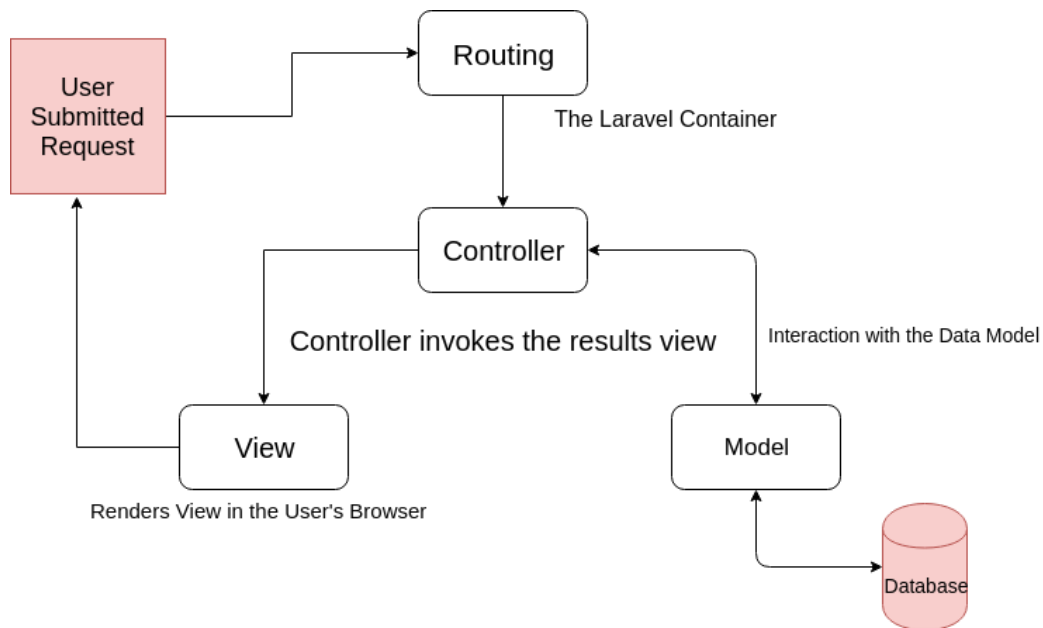 User
Submitted
Request
Routing
The Laravel Container
Controller
Controller invokes the results view
Interaction with the Data Model
View
Model
Renders View in the User's Browser
Database